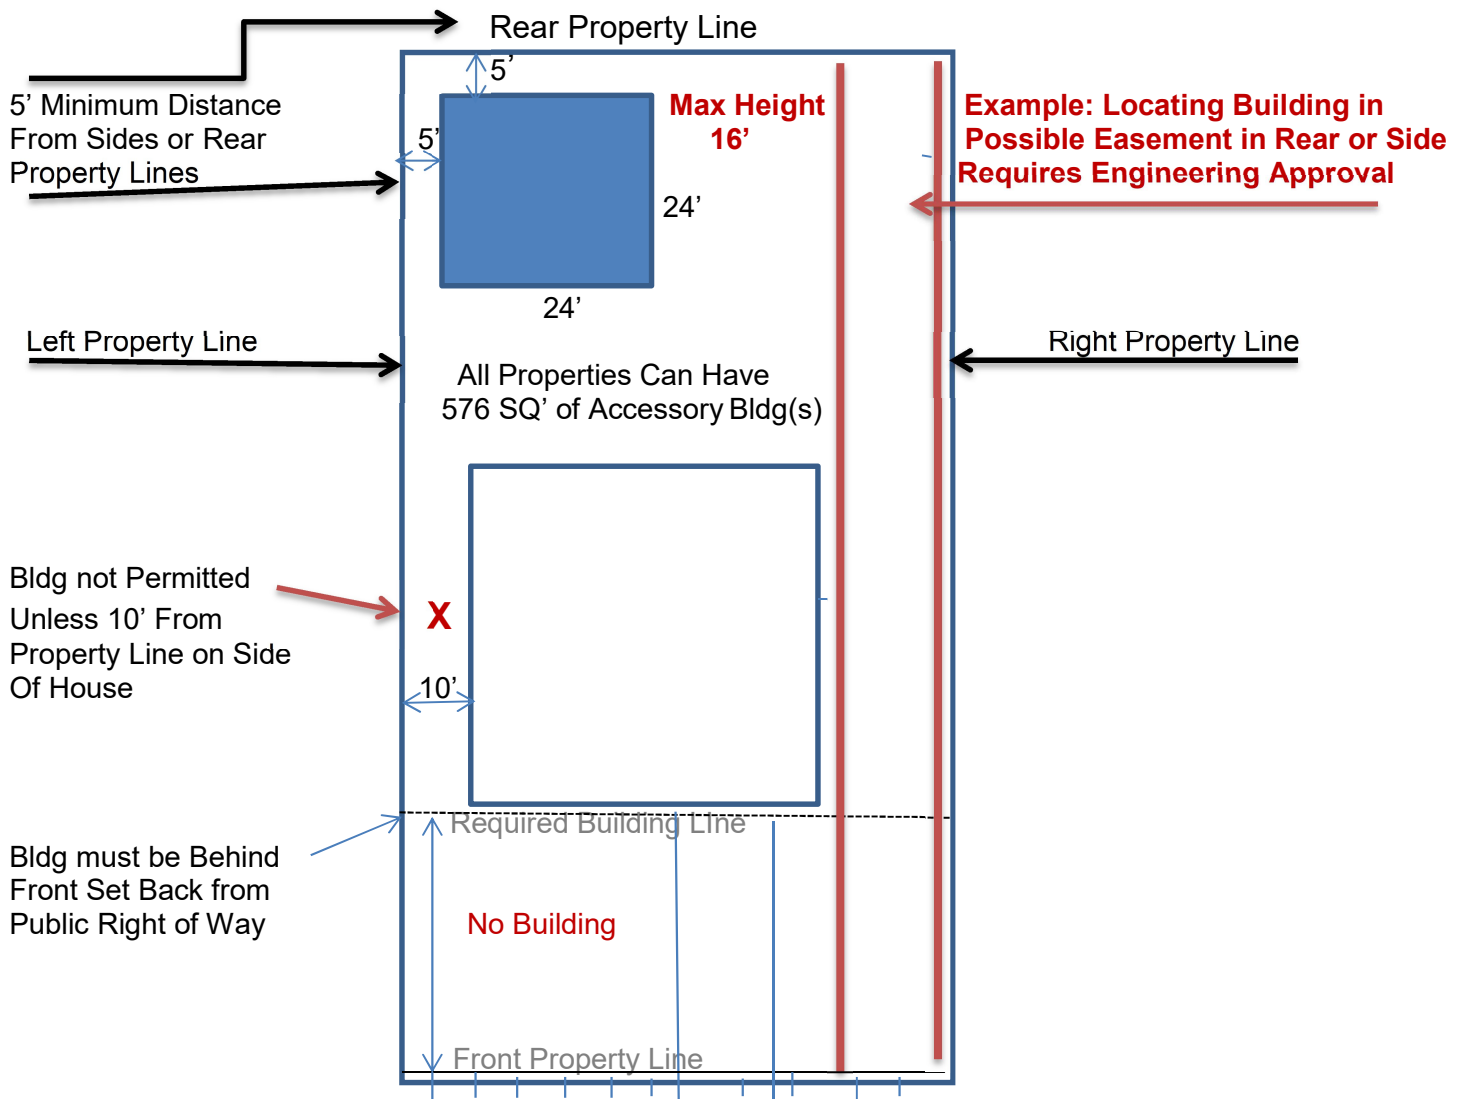 Rear Property Line
5’
5’ Minimum Distance
From Sides or Rear
Property Lines
5’
Max Height
16’
Example: Locating Building in
Possible Easement in Rear or Side
Requires Engineering Approval
24’
24’
Left Property Line
Right Property Line
All Properties Can Have
576 SQ’ of Accessory Bldg(s)
Bldg not Permitted
Unless 10’ From
Property Line on Side
Of House
X
10’
Required Building LIne
Bldg must be Behind
Front Set Back from
Public Right of Way
No Building
Front Property Line